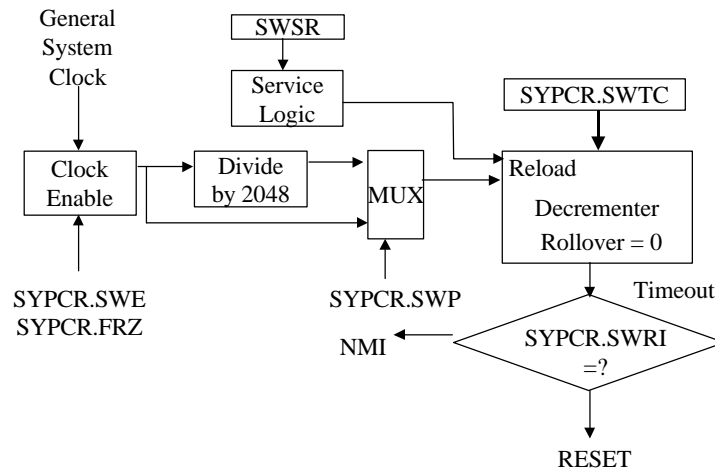 General
System
Clock
SWSR
Service
Logic
SYPCR.SWTC
Clock
Enable
Divide
by 2048
MUX
Reload
Decrementer
Rollover = 0
SYPCR.SWE
SYPCR.FRZ
SYPCR.SWP
Timeout
NMI
SYPCR.SWRI
=?
RESET